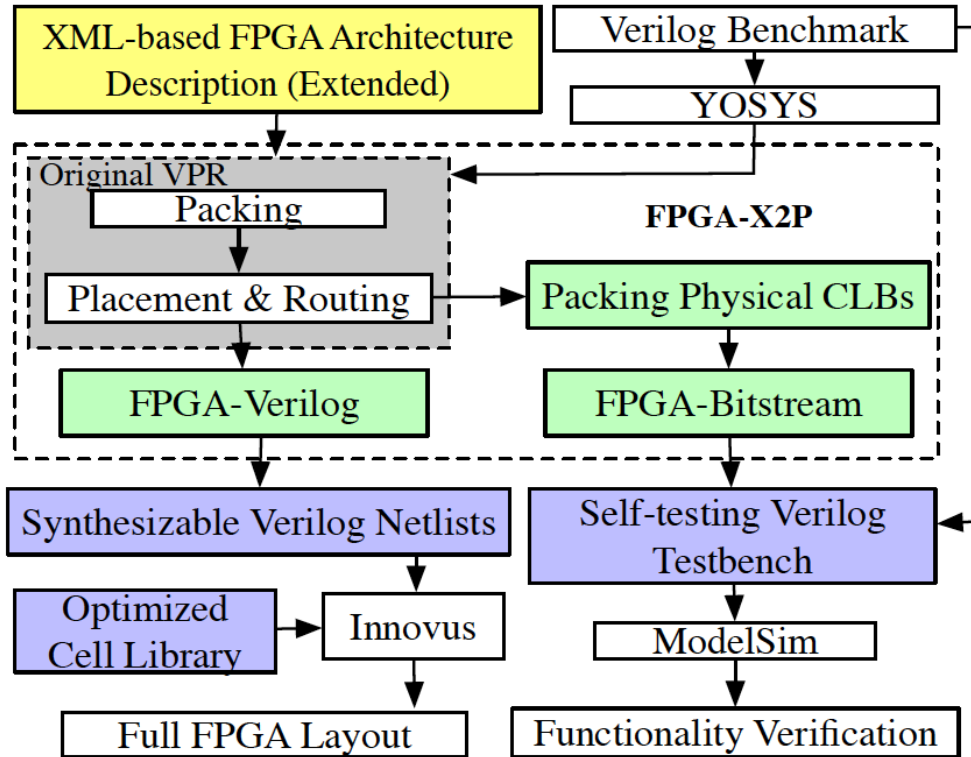 XML-based FPGA Architecture
Description (Extended)
Verilog Benchmark
YOSYS
Original VPR
Packing
FPGA-X2P
Placement & Routing
Packing Physical CLBs
FPGA-Verilog
FPGA-Bitstream
Synthesizable Verilog Netlists
Self-testing Verilog
Testbench
Optimized
Cell Library
Innovus
ModelSim
Full FPGA Layout
Functionality Verification